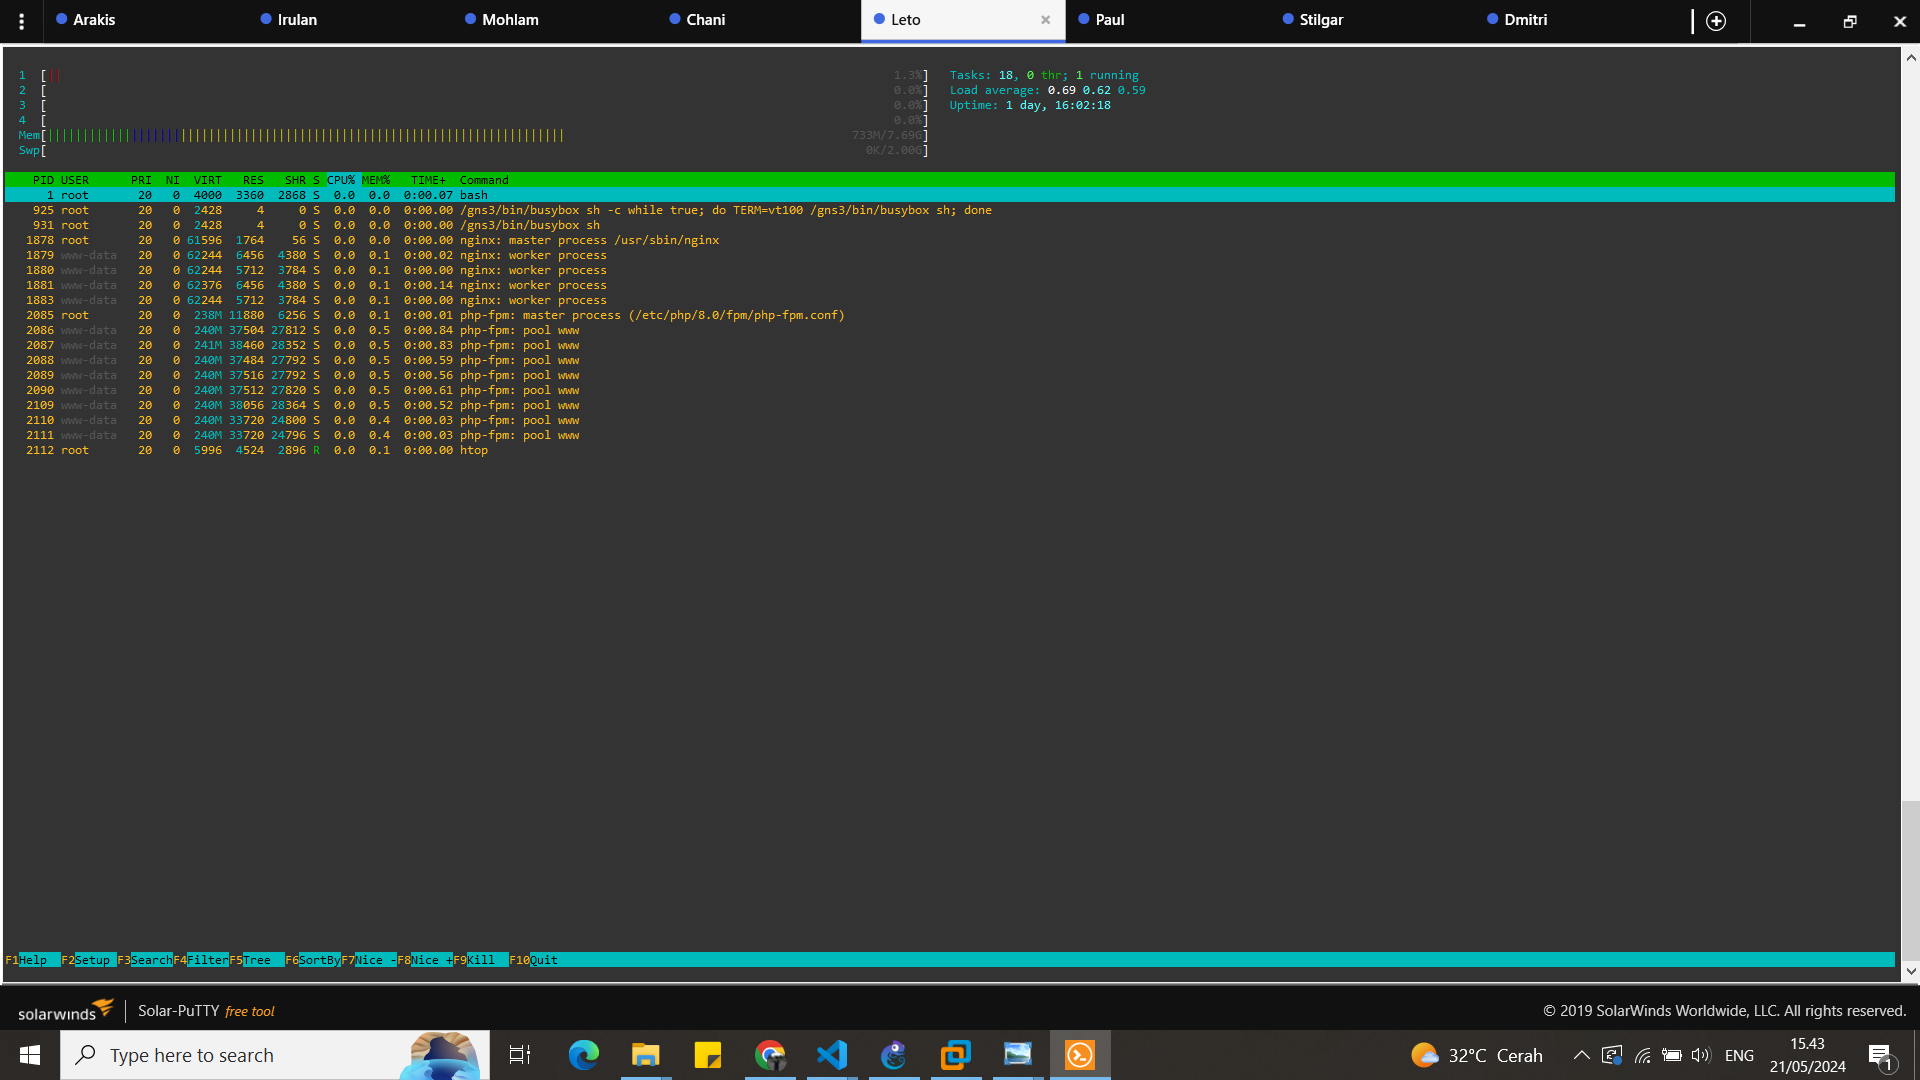 Arakis Irulan Mohlam Chani Leto Paul Stilgar Dmitri
1 [|| 1.3%] Tasks: 18, 0 thr; 1 running
2 [ 0.0%] Load average: 0.69 0.62 0.59
3 [ 0.0%] Uptime: 1 day, 16:02:18
4 [ 0.0%]
Mem[ 733M/7.69G]
Swp[ 0K/2.00G]
PID USER PRI NI VIRT RES SHR S CPU% MEM% TIME+ Command
1 root 20 0 4000 3360 2868 S 0.0 0.0 0:00.07 bash
925 root 20 0 2428 4 0 S 0.0 0.0 0:00.00 /gns3/bin/busybox sh -c while true; do TERM=vt100 /gns3/bin/busybox sh; done
931 root 20 0 2428 4 0 S 0.0 0.0 0:00.00 /gns3/bin/busybox sh
1878 root 20 0 61596 1764 56 S 0.0 0.0 0:00.00 nginx: master process /usr/sbin/nginx
1879 www-data 20 0 62244 6456 4380 S 0.0 0.1 0:00.02 nginx: worker process
1880 www-data 20 0 62244 5712 3784 S 0.0 0.1 0:00.00 nginx: worker process
1881 www-data 20 0 62376 6456 4380 S 0.0 0.1 0:00.14 nginx: worker process
1883 www-data 20 0 62244 5712 3784 S 0.0 0.1 0:00.00 nginx: worker process
2085 root 20 0 238M 11880 6256 S 0.0 0.1 0:00.01 php-fpm: master process (/etc/php/8.0/fpm/php-fpm.conf)
2086 www-data 20 0 240M 37504 27812 S 0.0 0.5 0:00.84 php-fpm: pool www
2087 www-data 20 0 241M 38460 28352 S 0.0 0.5 0:00.83 php-fpm: pool www
2088 www-data 20 0 240M 37484 27792 S 0.0 0.5 0:00.59 php-fpm: pool www
2089 www-data 20 0 240M 37516 27792 S 0.0 0.5 0:00.56 php-fpm: pool www
2090 www-data 20 0 240M 37512 27820 S 0.0 0.5 0:00.61 php-fpm: pool www
2109 www-data 20 0 240M 38056 28364 S 0.0 0.5 0:00.52 php-fpm: pool www
2110 www-data 20 0 240M 33720 24800 S 0.0 0.4 0:00.03 php-fpm: pool www
2111 www-data 20 0 240M 33720 24796 S 0.0 0.4 0:00.03 php-fpm: pool www
2112 root 20 0 5996 4524 2896 R 0.0 0.1 0:00.00 htop
F1Help F2Setup F3SearchF4FilterF5Tree F6SortByF7Nice -F8Nice +F9Kill F10Quit
solarwinds Solar-PuTTY free tool © 2019 SolarWinds Worldwide, LLC. All rights reserved.
Type here to search 32°C Cerah ENG 15.43
21/05/2024 1